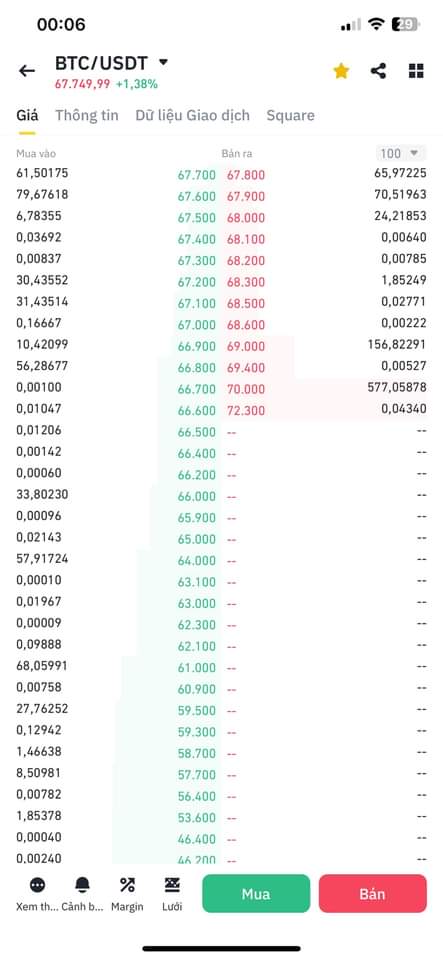 00:06 29
BTC/USDT
67.749,99 +1,38%
Giá Thông tin Dữ liệu Giao dịch Square
Mua vào Bán ra 100
61,50175 67.700 67.800 65,97225
79,67618 67.600 67.900 70,51963
6,78355 67.500 68.000 24,21853
0,03692 67.400 68.100 0,00640
0,00837 67.300 68.200 0,00785
30,43552 67.200 68.300 1,85249
31,43514 67.100 68.500 0,02771
0,16667 67.000 68.600 0,00222
10,42099 66.900 69.000 156,82291
56,28677 66.800 69.400 0,00527
0,00100 66.700 70.000 577,05878
0,01047 66.600 72.300 0,04340
0,01206 66.500 -- --
0,00142 66.400 -- --
0,00060 66.200 -- --
33,80230 66.000 -- --
0,00096 65.900 -- --
0,02143 65.000 -- --
57,91724 64.000 -- --
0,00010 63.100 -- --
0,01967 63.000 -- --
0,00009 62.300 -- --
0,09888 62.100 -- --
68,05991 61.000 -- --
0,00758 60.900 -- --
27,76252 59.500 -- --
0,12942 59.300 -- --
1,46638 58.700 -- --
8,50981 57.700 -- --
0,00782 56.400 -- --
1,85378 53.600 -- --
0,00040 46.400 -- --
0,00240 46.200 -- --
Xem th... Cảnh b... Margin Lưới Mua Bán